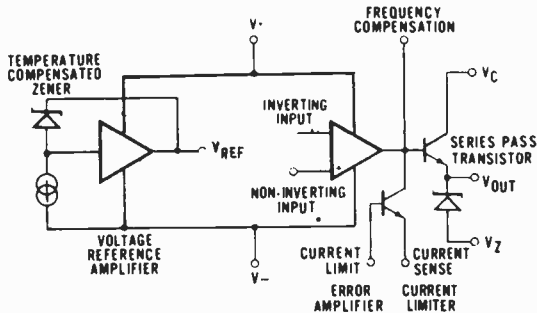 FREQUENCY
COMPENSATION
V+
TEMPERATURE
COMPENSATED
ZENER
VC
INVERTING
INPUT
SERIES PASS
TRANSISTOR
VREF
+
NON-INVERTING
INPUT
VOUT
VOLTAGE
REFERENCE
AMPLIFIER
V–
CURRENT
LIMIT
CURRENT
SENSE
VZ
ERROR
AMPLIFIER
CURRENT
LIMITER